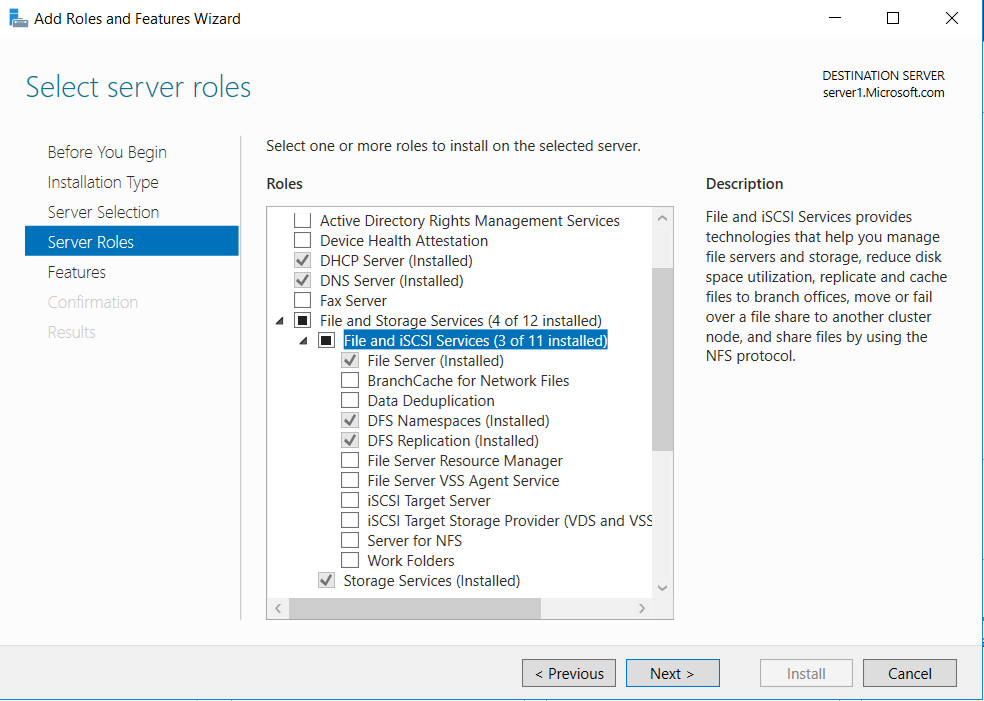 Add Roles and Features Wizard
Select server roles
DESTINATION SERVER
server1.Microsoft.com
Before You Begin
Installation Type
Server Selection
Server Roles
Features
Confirmation
Results
Select one or more roles to install on the selected server.
Roles
Active Directory Rights Management Services
Device Health Attestation
DHCP Server (Installed)
DNS Server (Installed)
Fax Server
File and Storage Services (4 of 12 installed)
File and iSCSI Services (3 of 11 installed)
File Server (Installed)
BranchCache for Network Files
Data Deduplication
DFS Namespaces (Installed)
DFS Replication (Installed)
File Server Resource Manager
File Server VSS Agent Service
iSCSI Target Server
iSCSI Target Storage Provider (VDS and VSS
Server for NFS
Work Folders
Storage Services (Installed)
Description
File and iSCSI Services provides
technologies that help you manage
file servers and storage, reduce disk
space utilization, replicate and cache
files to branch offices, move or fail
over a file share to another cluster
node, and share files by using the
NFS protocol.
< Previous
Next >
Install
Cancel